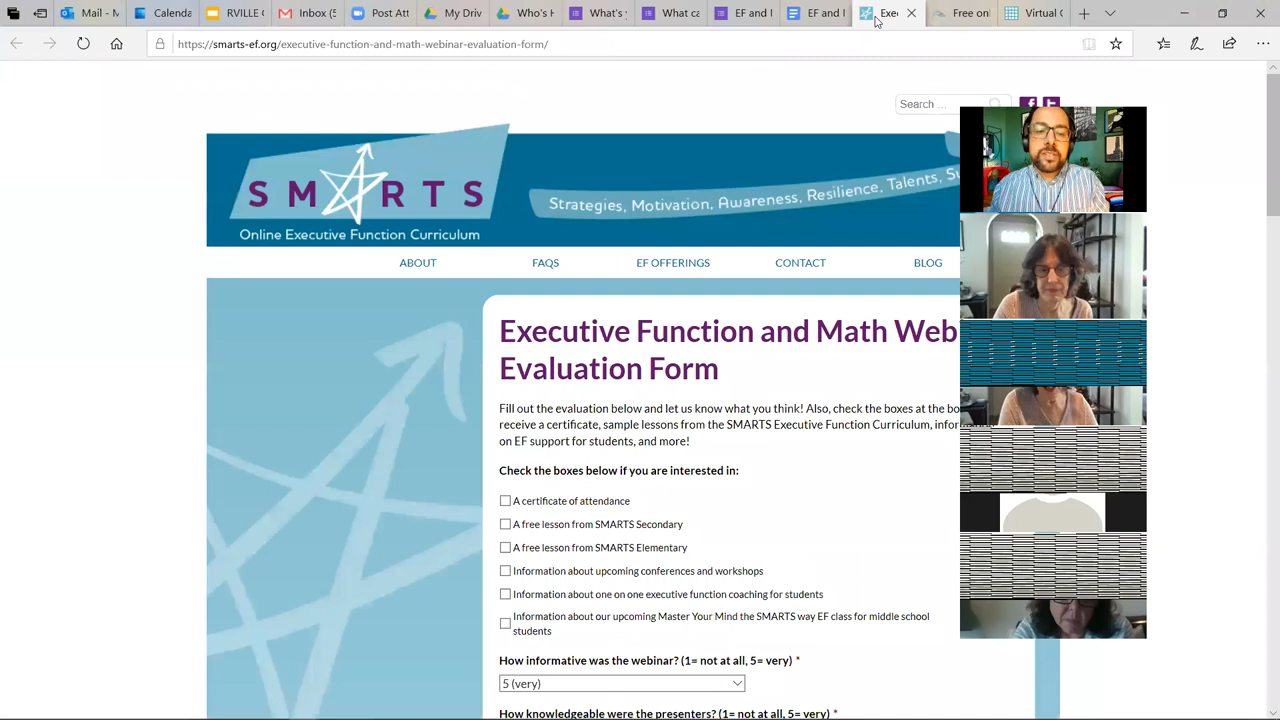 Mail - At
Calenda
RVILLE
Inbox (5
Post Att
My Driv
Who's H
What's
What ca
EF and I
EF and I
Exec
Free on
Virtual
https://smarts-ef.org/executive-function-and-math-webinar-evaluation-form/
Search ...
SMARTS
Strategies, Motivation, Awareness, Resilience, Talents, Su
Online Executive Function Curriculum
ABOUT
FAQS
EF OFFERINGS
CONTACT
BLOG
Executive Function and Math Web
Evaluation Form
Fill out the evaluation below and let us know what you think! Also, check the boxes at the bo
receive a certificate, sample lessons from the SMARTS Executive Function Curriculum, infor
on EF support for students, and more!
Check the boxes below if you are interested in:
A certificate of attendance
A free lesson from SMARTS Secondary
A free lesson from SMARTS Elementary
Information about upcoming conferences and workshops
Information about one on one executive function coaching for students
Information about our upcoming Master Your Mind the SMARTS way EF class for middle school
students
How informative was the webinar? (1= not at all, 5= very) *
5 (very)
How knowledgeable were the presenters? (1= not at all, 5= very) *